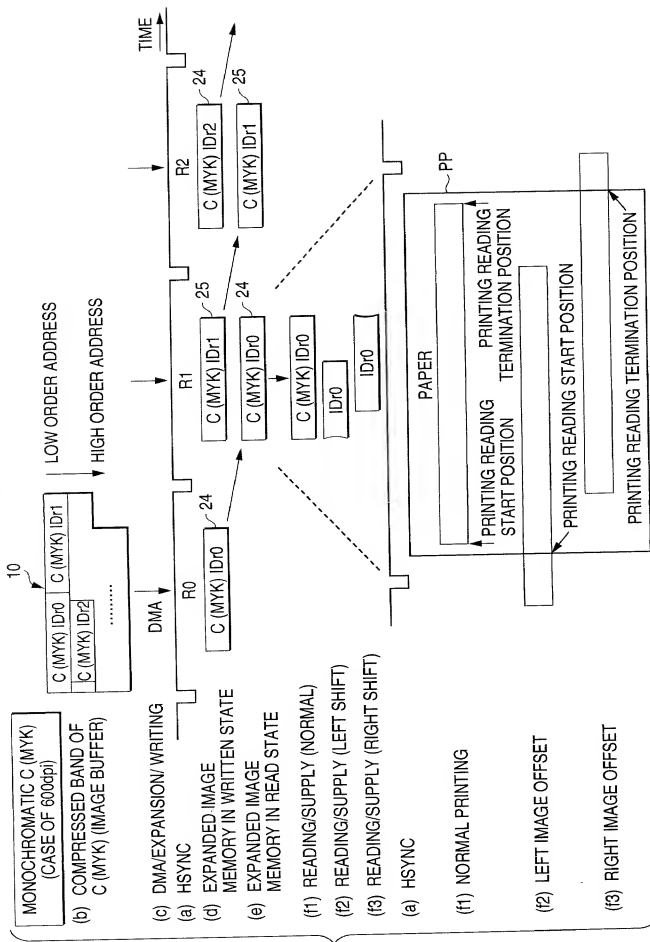 MONOCHROMATIC C (MYK)
(CASE OF 600dpi)
10
LOW ORDER ADDRESS
HIGH ORDER ADDRESS
(b) COMPRESSED BAND OF
C (MYK) (IMAGE BUFFER)
C (MYK) IDr0
C (MYK) IDr1
C (MYK) IDr2
..........
(c) DMA/EXPANSION/ WRITING
DMA
TIME
(a) HSYNC
R0
R1
R2
(d) EXPANDED IMAGE
MEMORY IN WRITTEN STATE
C (MYK) IDr0
24
C (MYK) IDr1
25
C (MYK) IDr2
24
(e) EXPANDED IMAGE
MEMORY IN READ STATE
C (MYK) IDr0
24
C (MYK) IDr1
25
(f1) READING/SUPPLY (NORMAL)
C (MYK) IDr0
(f2) READING/SUPPLY (LEFT SHIFT)
IDr0
(f3) READING/SUPPLY (RIGHT SHIFT)
IDr0
(a) HSYNC
PAPER
PP
(f1) NORMAL PRINTING
PRINTING READING
START POSITION
PRINTING READING
TERMINATION POSITION
(f2) LEFT IMAGE OFFSET
PRINTING READING START POSITION
(f3) RIGHT IMAGE OFFSET
PRINTING READING TERMINATION POSITION